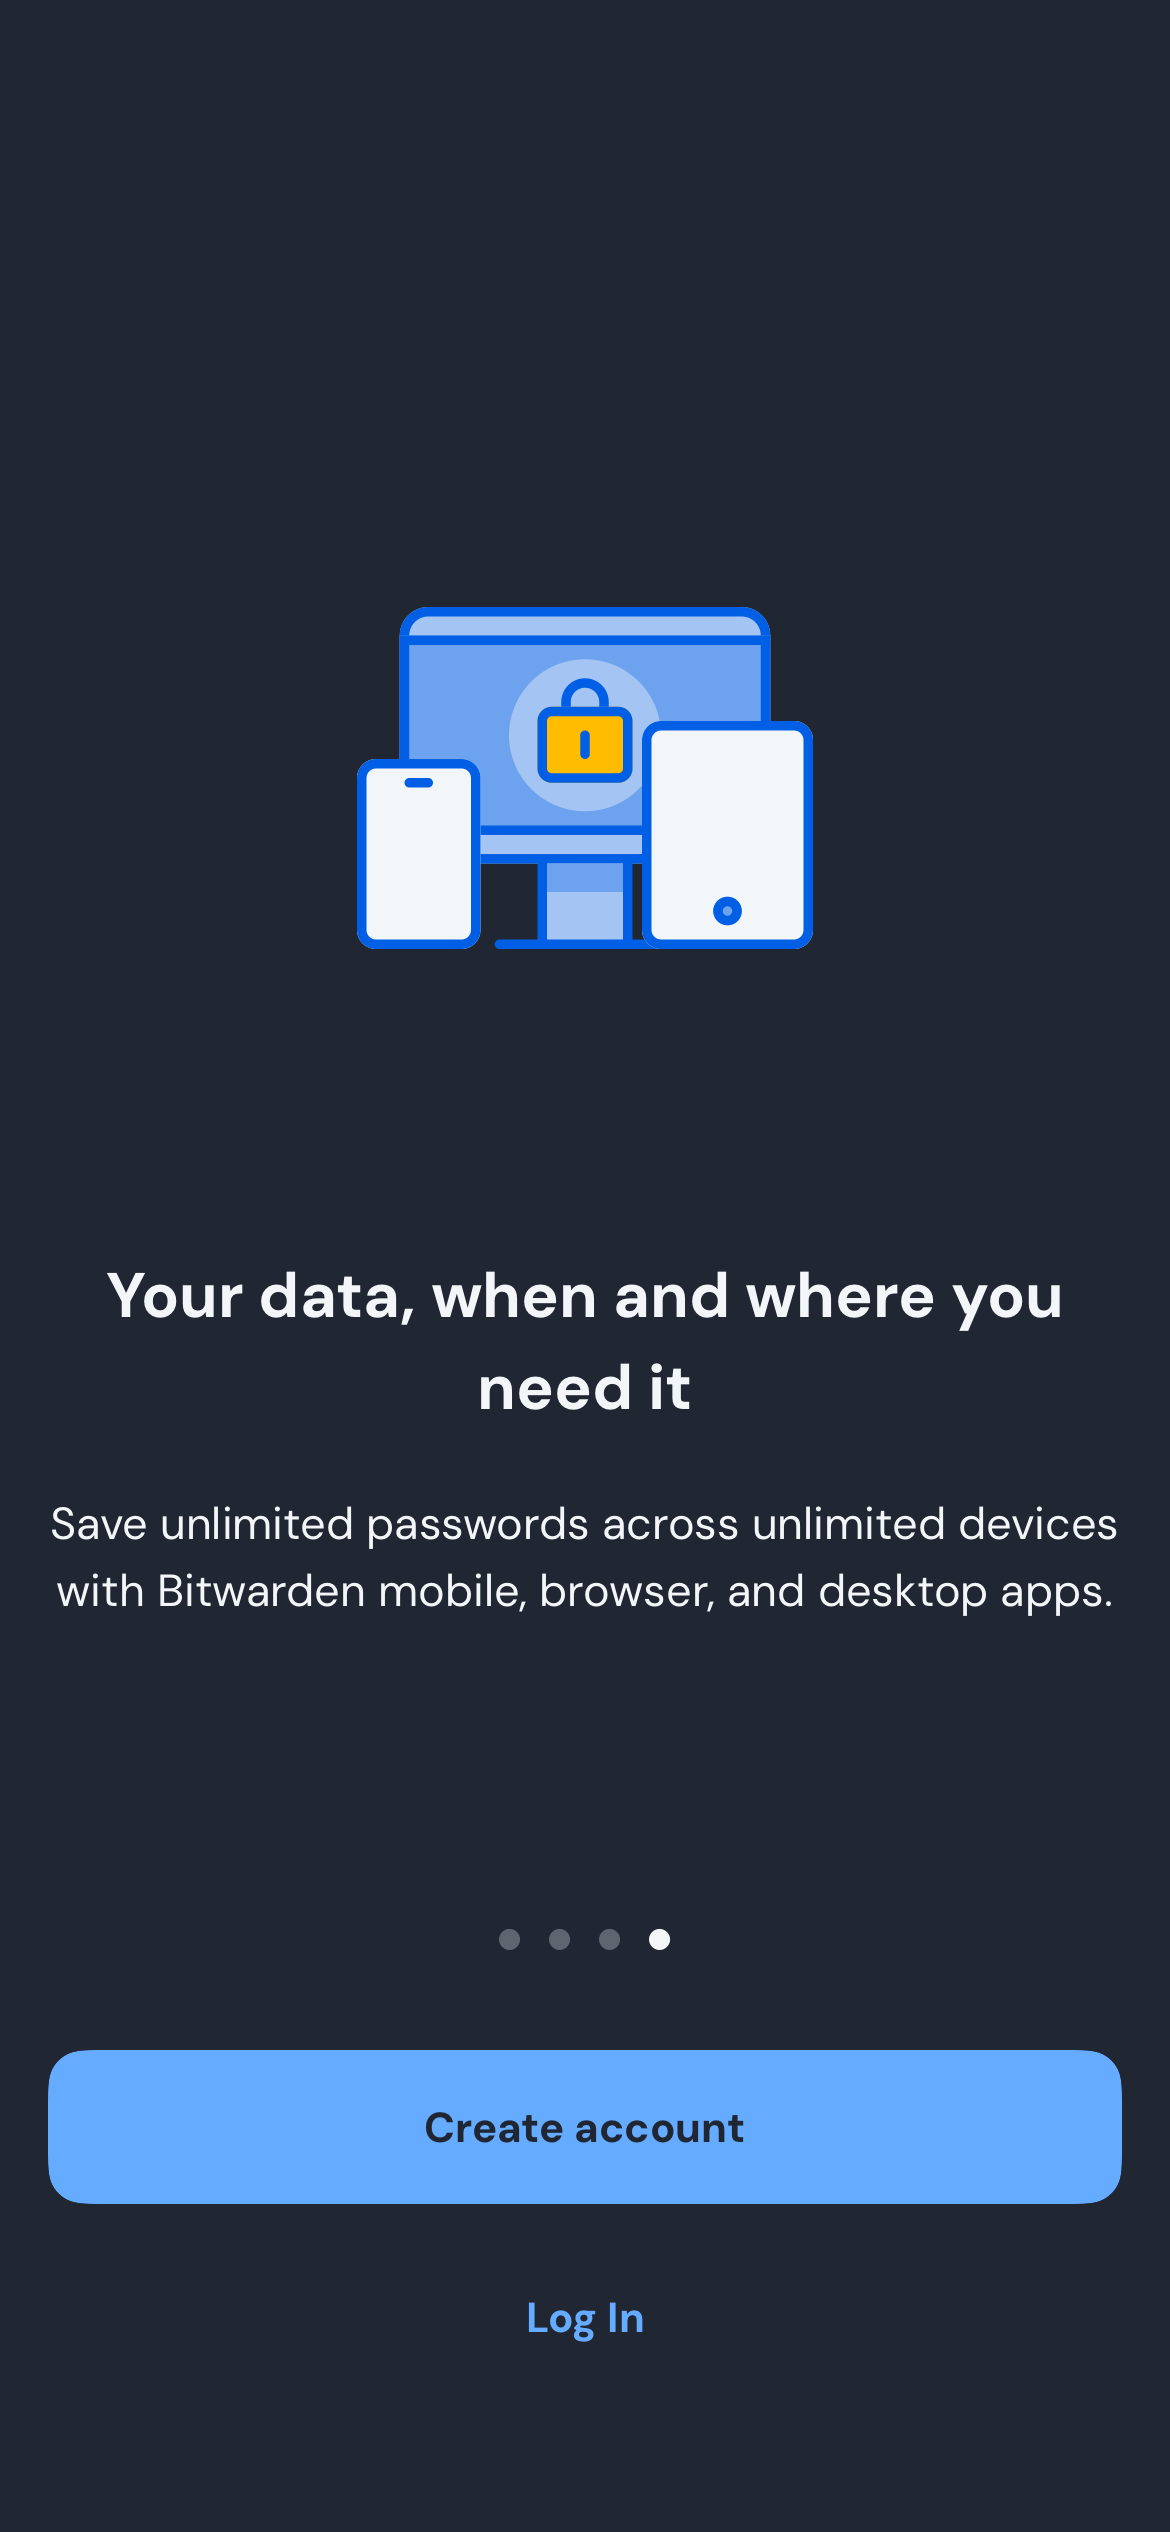 Your data, when and where you
need it
Save unlimited passwords across unlimited devices
with Bitwarden mobile, browser, and desktop apps.
Create account
Log In